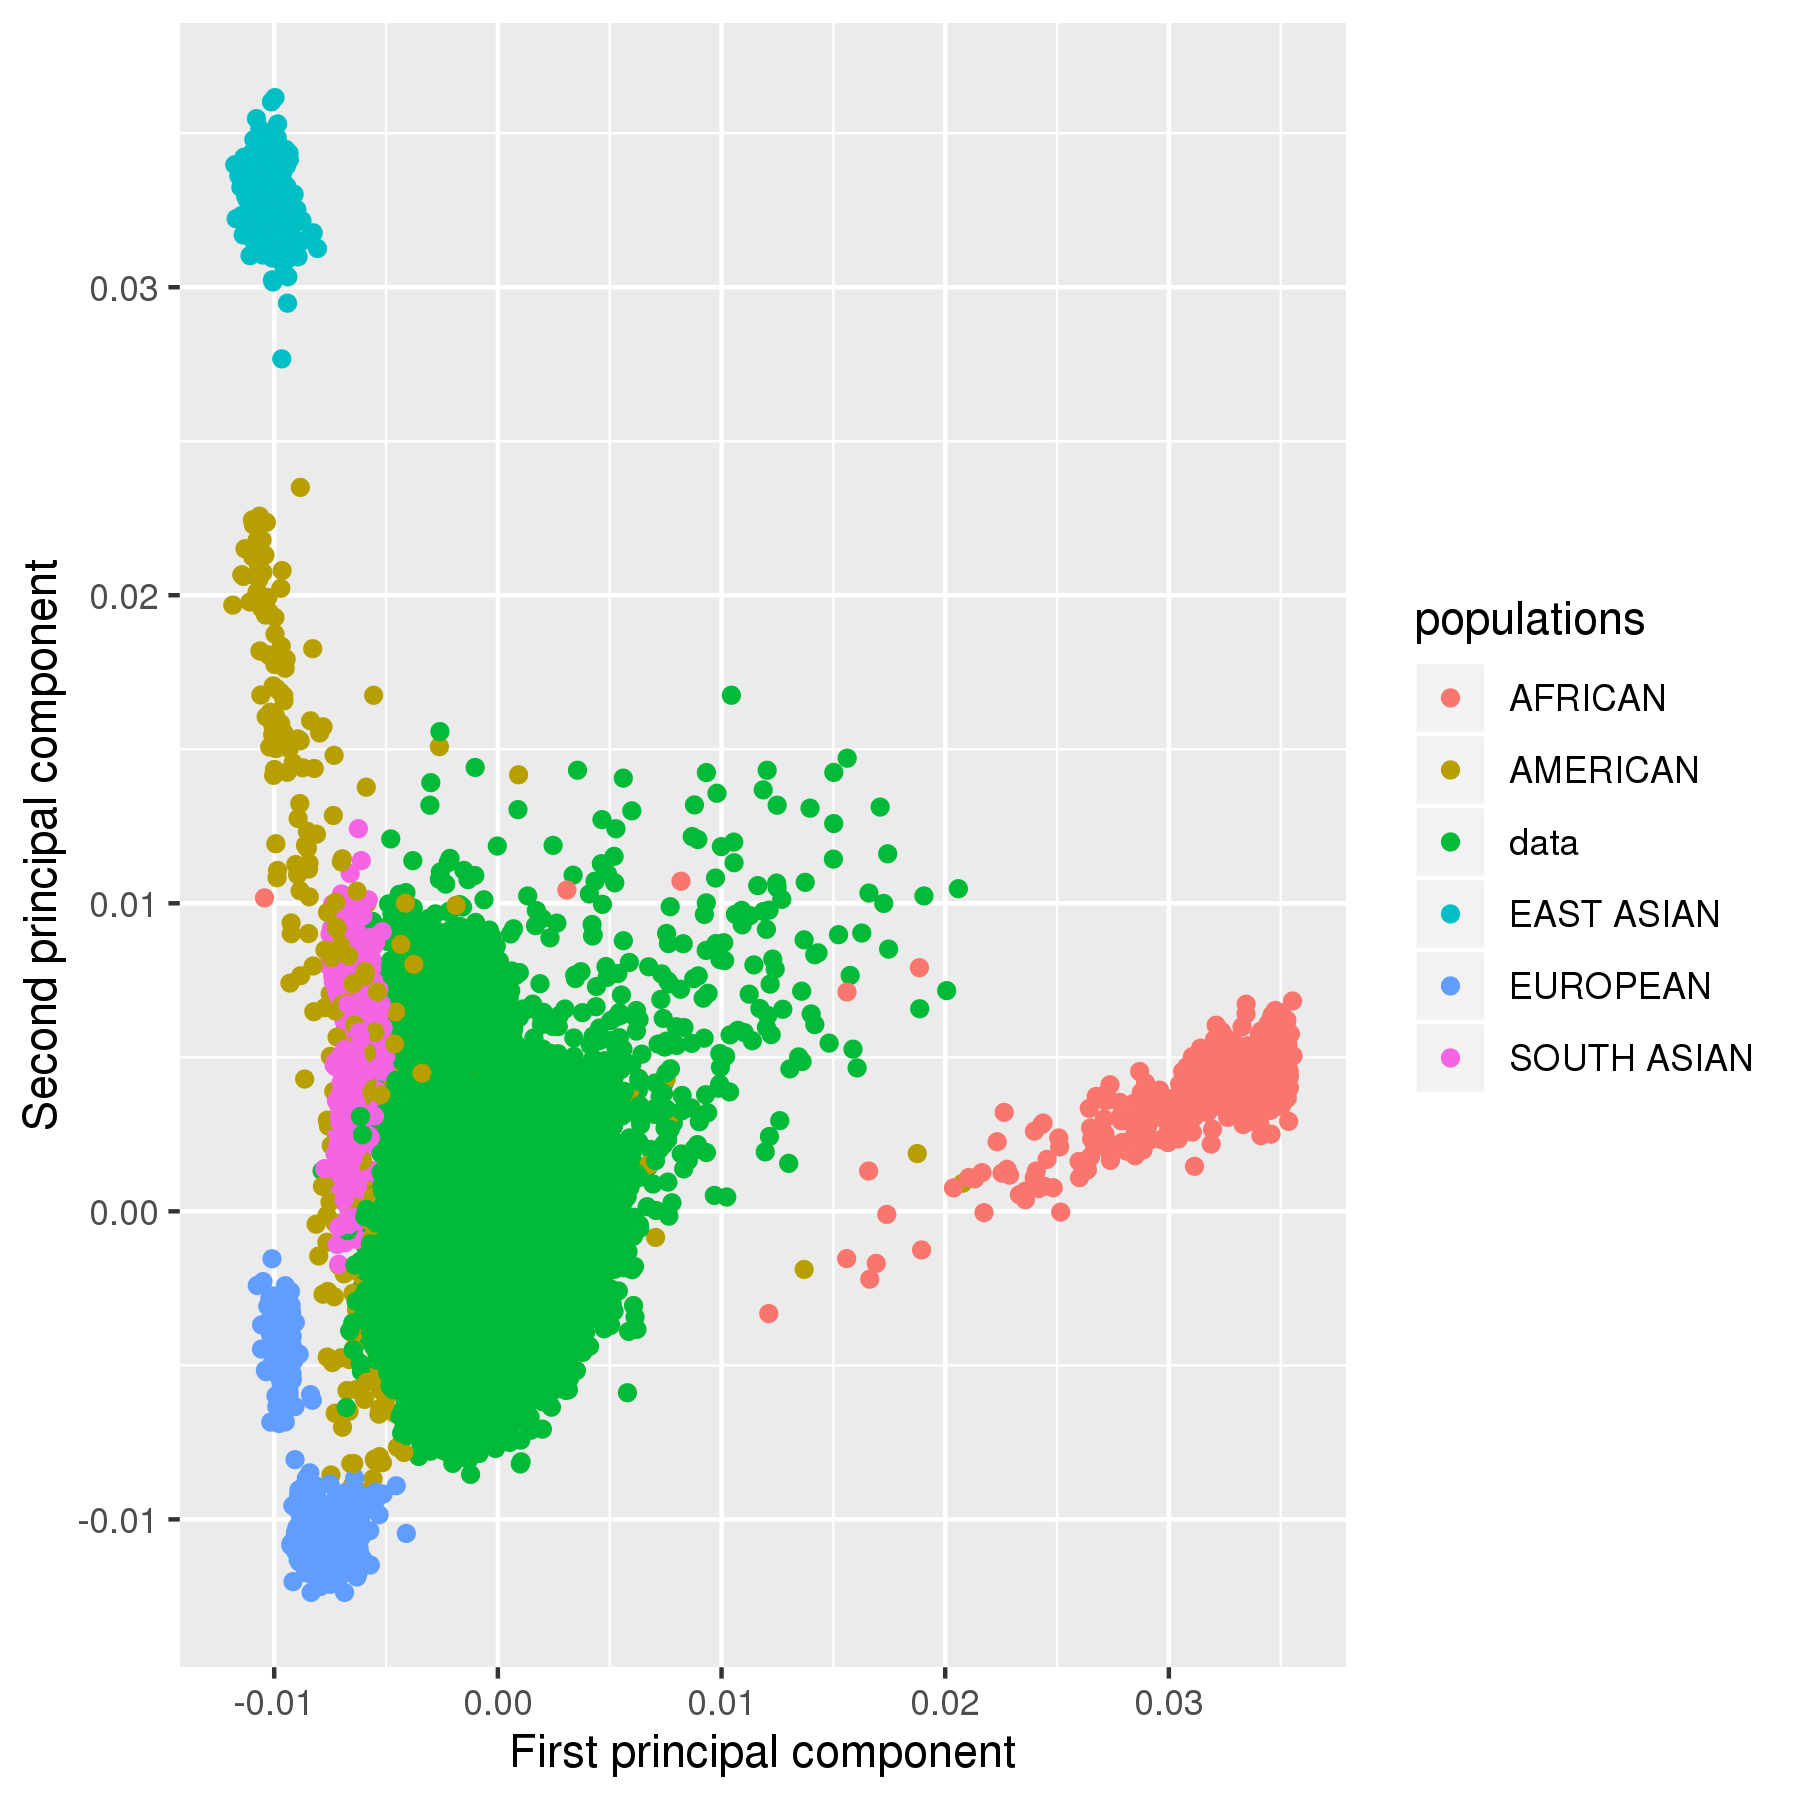 Second principal component
0.03
0.02
0.01
0.00
-0.01
-0.01 0.00 0.01 0.02 0.03
First principal component
populations
AFRICAN
AMERICAN
data
EAST ASIAN
EUROPEAN
SOUTH ASIAN